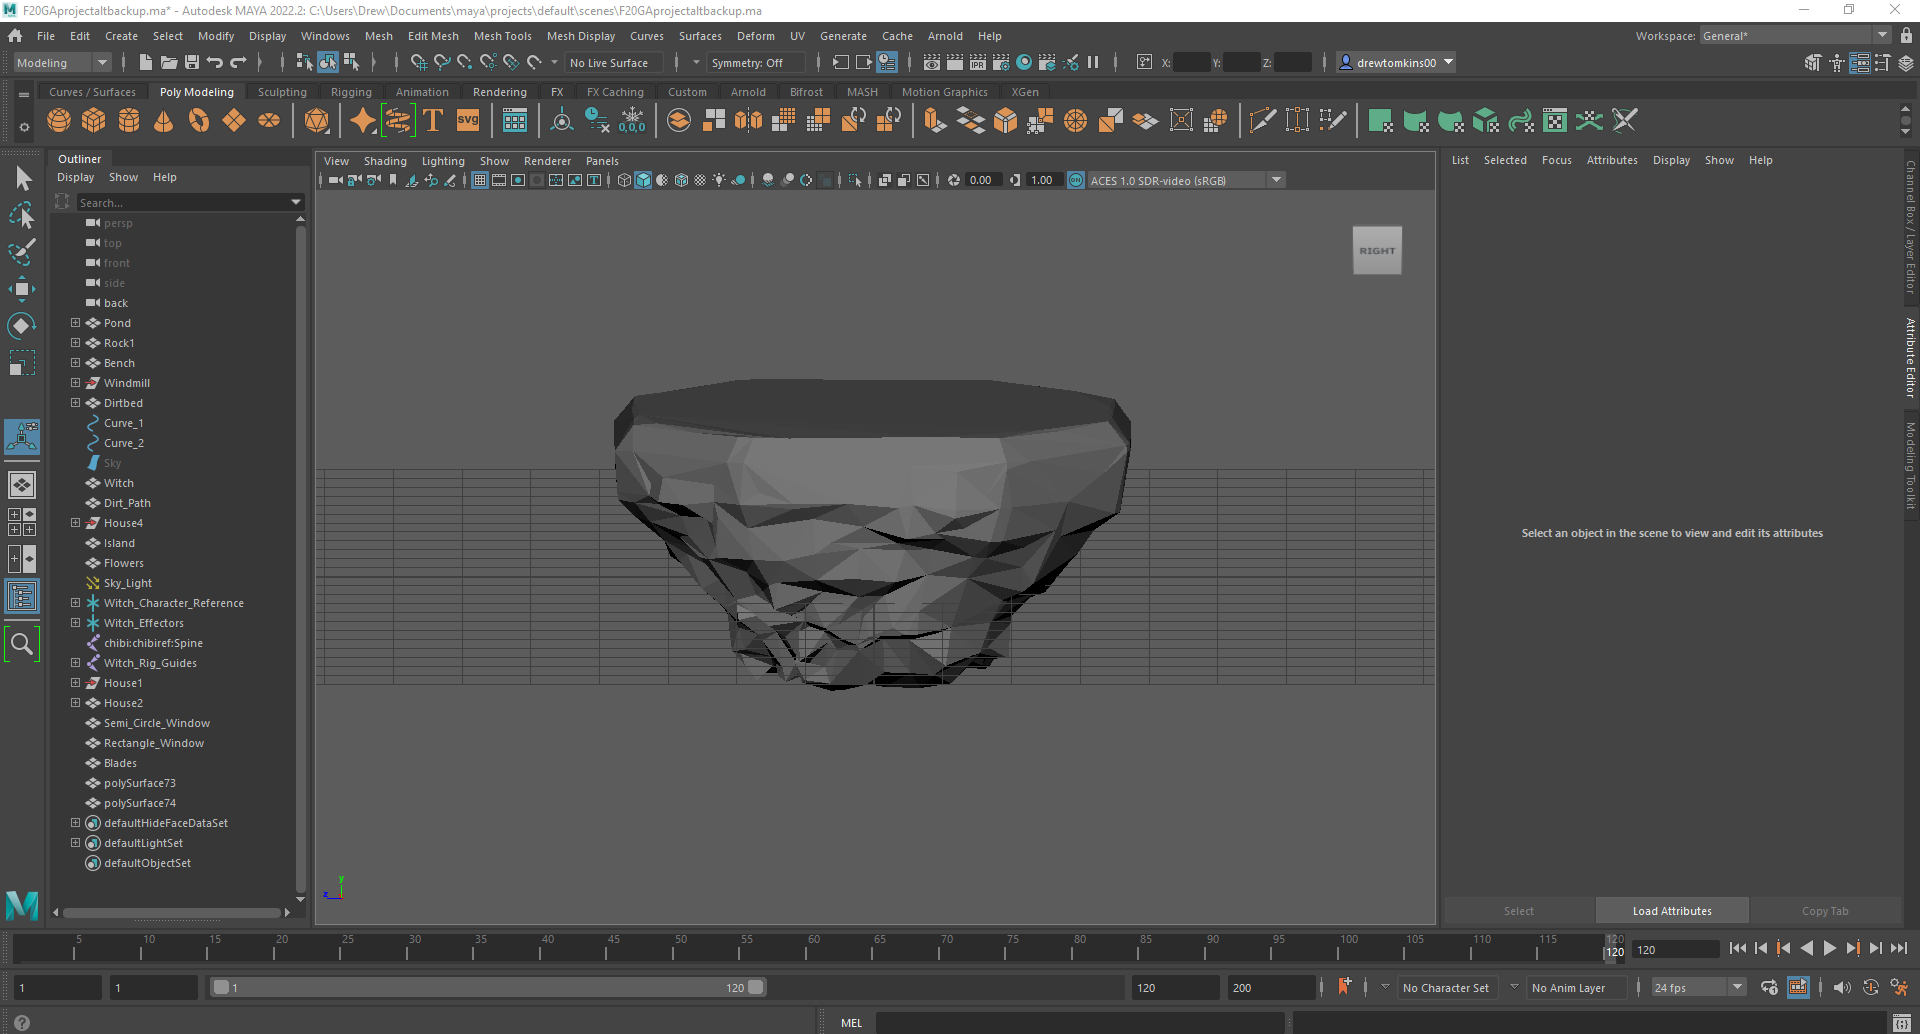 F20GAprojectaltbackup.ma* - Autodesk MAYA 2022.2: C:\Users\Drew\Documents\maya\projects\default\scenes\F20GAprojectaltbackup.ma
File Edit Create Select Modify Display Windows Mesh Edit Mesh Mesh Tools Mesh Display Curves Surfaces Deform UV Generate Cache Arnold Help Workspace: General*
Modeling No Live Surface Symmetry: Off IPR X: Y: Z: drewtomkins00
Curves / Surfaces Poly Modeling Sculpting Rigging Animation Rendering FX FX Caching Custom Arnold Bifrost MASH Motion Graphics XGen
T SVG 0,0,0
Outliner
Display Show Help
Search...
persp
top
front
side
back
Pond
Rock1
Bench
Windmill
Dirtbed
Curve_1
Curve_2
Sky
Witch
Dirt_Path
House4
Island
Flowers
Sky_Light
Witch_Character_Reference
Witch_Effectors
chibi:chibiref:Spine
Witch_Rig_Guides
House1
House2
Semi_Circle_Window
Rectangle_Window
Blades
polySurface73
polySurface74
defaultHideFaceDataSet
defaultLightSet
defaultObjectSet
View Shading Lighting Show Renderer Panels
0.00 1.00 ON ACES 1.0 SDR-video (sRGB)
RIGHT
y
z
List Selected Focus Attributes Display Show Help
Select an object in the scene to view and edit its attributes
Select Load Attributes Copy Tab
Channel Box / Layer Editor
Attribute Editor
Modeling Toolkit
5 10 15 20 25 30 35 40 45 50 55 60 65 70 75 80 85 90 95 100 105 110 115 120
120 120
1 1 1 120 120 200 No Character Set No Anim Layer 24 fps
MEL